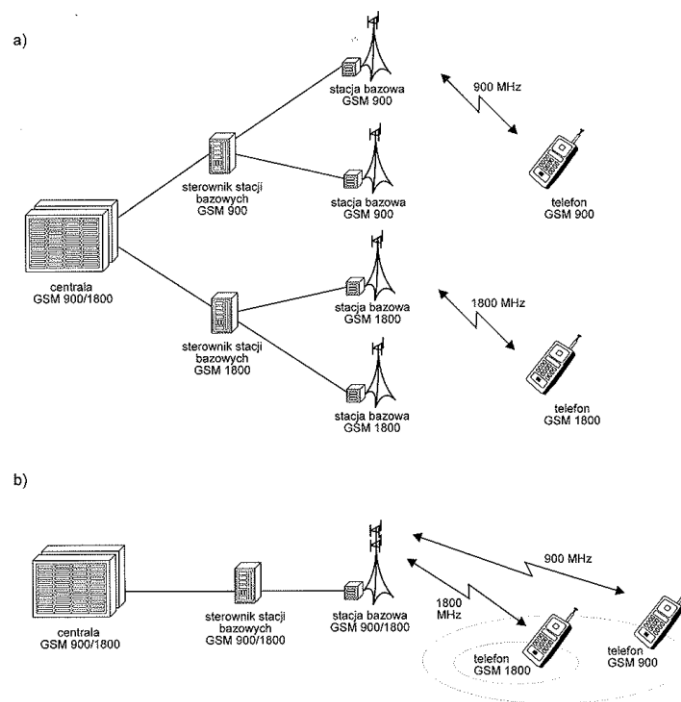 a)
stacja bazowa
GSM 900
900 MHz
sterownik stacji
bazowych
GSM 900
stacja bazowa
GSM 900
telefon
GSM 900
centrala
GSM 900/1800
stacja bazowa
GSM 1800
1800 MHz
sterownik stacji
bazowych
GSM 1800
stacja bazowa
GSM 1800
telefon
GSM 1800
b)
centrala
GSM 900/1800
sterownik stacji
bazowych
GSM 900/1800
stacja bazowa
GSM 900/1800
900 MHz
1800
MHz
telefon
GSM 1800
telefon
GSM 900